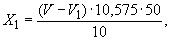 X₁ = (V – V₁) · 10,575 · 50 / 10 ,